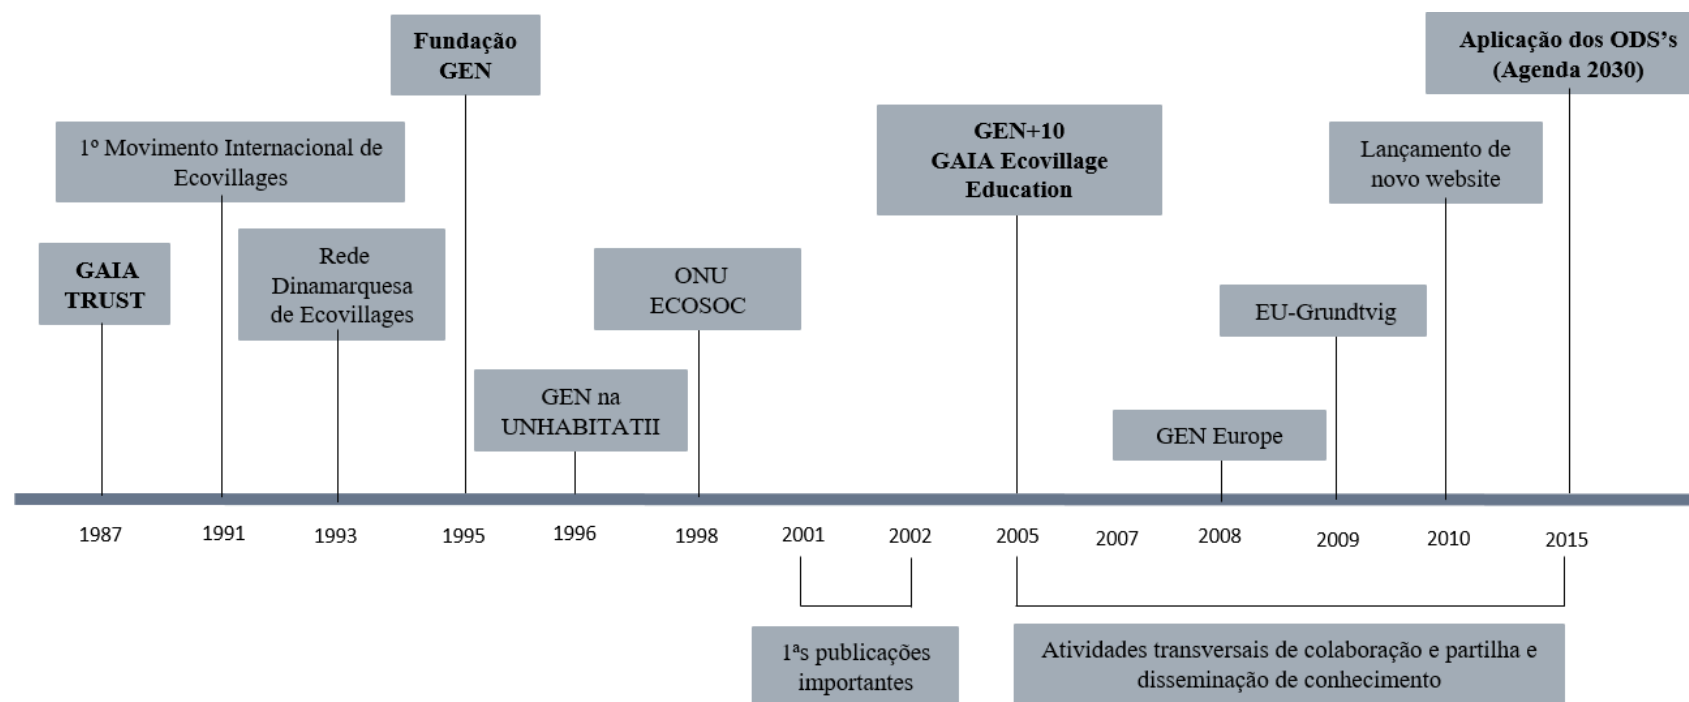 Fundação
GEN
Aplicação dos ODS’s
(Agenda 2030)
1º Movimento Internacional de
Ecovillages
GEN+10
GAIA Ecovillage
Education
Lançamento de
novo website
GAIA
TRUST
Rede
Dinamarquesa
de Ecovillages
ONU
ECOSOC
EU-Grundtvig
GEN na
UNHABITATII
GEN Europe
1987
1991
1993
1995
1996
1998
2001
2002
2005
2007
2008
2009
2010
2015
1ªs publicações
importantes
Atividades transversais de colaboração e partilha e
disseminação de conhecimento